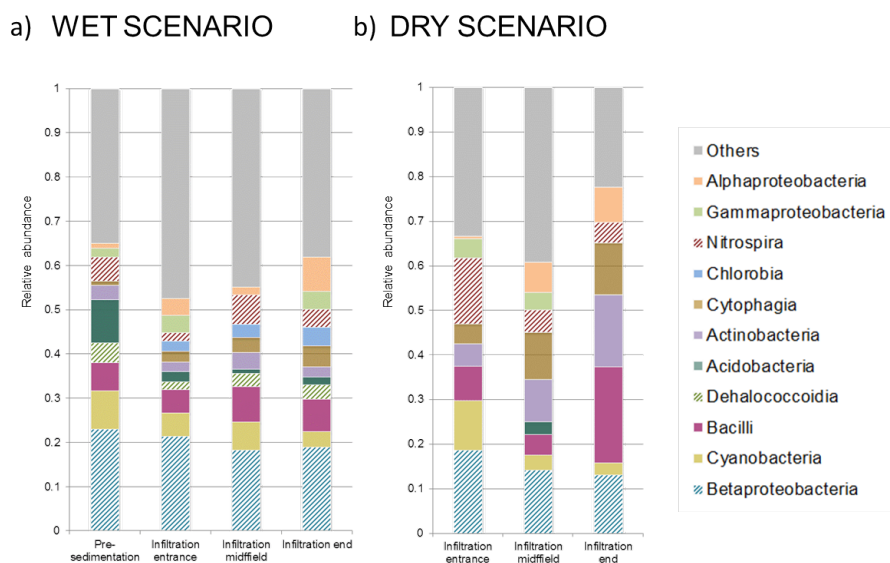 a) WET SCENARIO
b) DRY SCENARIO
Relative abundance
1
0.9
0.8
0.7
0.6
0.5
0.4
0.3
0.2
0.1
0
Pre-
sedimentation
Infiltration
entrance
Infiltration
midffield
Infiltration end
Relative abundance
1
0.9
0.8
0.7
0.6
0.5
0.4
0.3
0.2
0.1
0
Infiltration
entrance
Infiltration
midffield
Infiltration
end
Others
Alphaproteobacteria
Gammaproteobacteria
Nitrospira
Chlorobia
Cytophagia
Actinobacteria
Acidobacteria
Dehalococcoidia
Bacilli
Cyanobacteria
Betaproteobacteria